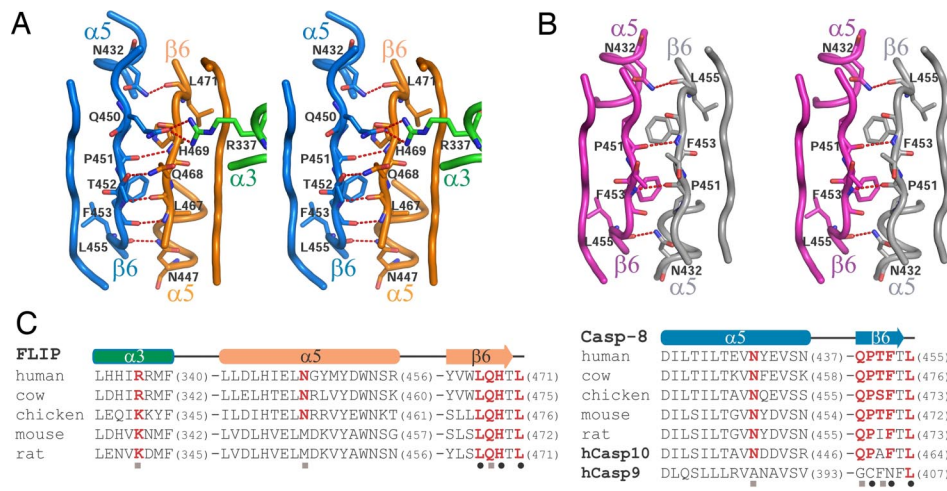 A
α5
N432
β6
L471
Q450
R337
P451
H469
α3
T452
Q468
F453
L467
L455
β6
N447
α5
α5
N432
β6
L471
Q450
R337
P451
H469
α3
T452
Q468
F453
L467
L455
β6
N447
α5
B
α5
N432
β6
L455
P451
F453
F453
P451
L455
β6
N432
α5
α5
N432
β6
L455
P451
F453
F453
P451
L455
β6
N432
α5
C
FLIP α3 α5 β6
human LHHIRRMF(340) LLDLHIELNGYMYDWNSR(456) YVWLQHTL(471)
cow LDHIRRMF(342) LLDLHIELNRLVYDWNSK(460) YVWLQHTL(475)
chicken LEQIKKYF(345) ILDIHTELNRRVYEWNKT(461) SLLLQHTL(476)
mouse LDHVKNMF(342) LVDLHVELMDKVYAWNSG(457) SLSLQHTL(472)
rat LENVKDMF(345) LVDLHVELMDKVYAWNSR(456) YLSLQHTL(471)
Casp-8 α5 β6
human DILTILTEVNYEVSN(437) QPTFTL(455)
cow DILTILTKVNFEVSK(458) QPTFTL(476)
chicken DILTILTAVNQEVSS(455) QPSFTL(473)
mouse DILSILTGVNYDVSN(454) QPTFTL(472)
rat DILSILTGVNYDVSN(455) QPIFTL(473)
hCasp10 DILSILTAVNDDVSR(446) QPAFTL(464)
hCasp9 DLQSLLLRVANAVSV(393) GCFNFL(407)